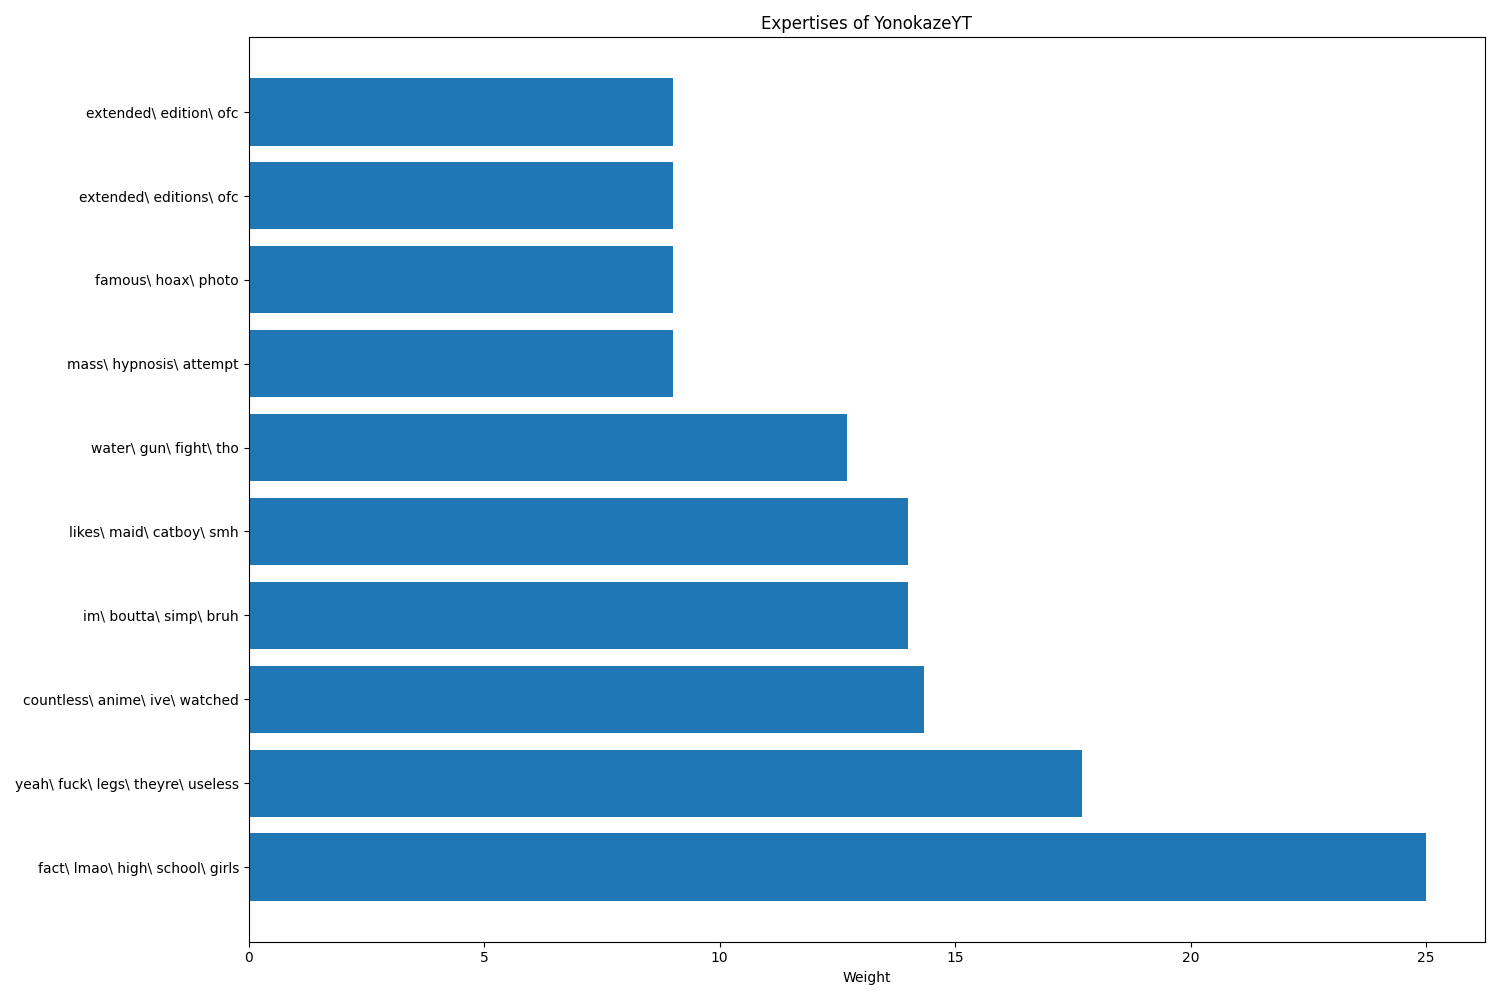 Expertises of YonokazeYT
extended\ edition\ ofc
extended\ editions\ ofc
famous\ hoax\ photo
mass\ hypnosis\ attempt
water\ gun\ fight\ tho
likes\ maid\ catboy\ smh
im\ boutta\ simp\ bruh
countless\ anime\ ive\ watched
yeah\ fuck\ legs\ theyre\ useless
fact\ lmao\ high\ school\ girls
0 5 10 15 20 25
Weight